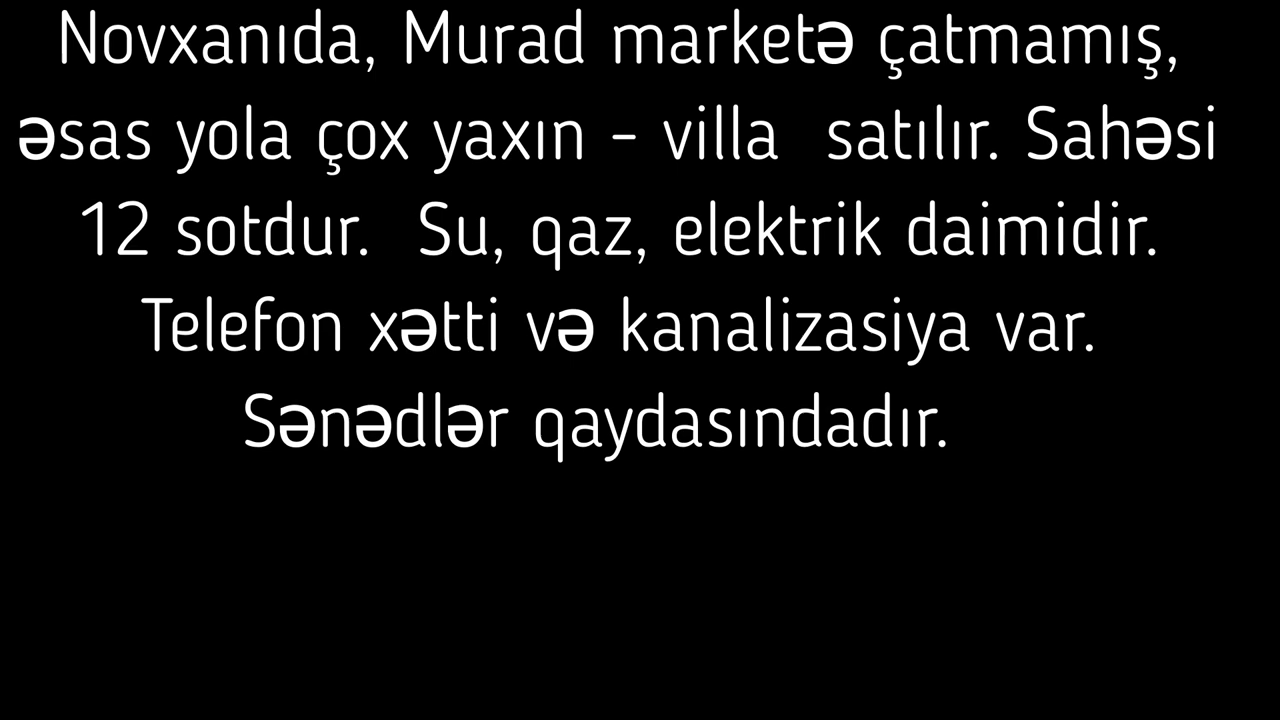 Novxanıda, Murad marketə çatmamış,
əsas yola çox yaxın - villa  satılır. Sahəsi
12 sotdur.  Su, qaz, elektrik daimidir.
Telefon xətti və kanalizasiya var.
Sənədlər qaydasındadır.